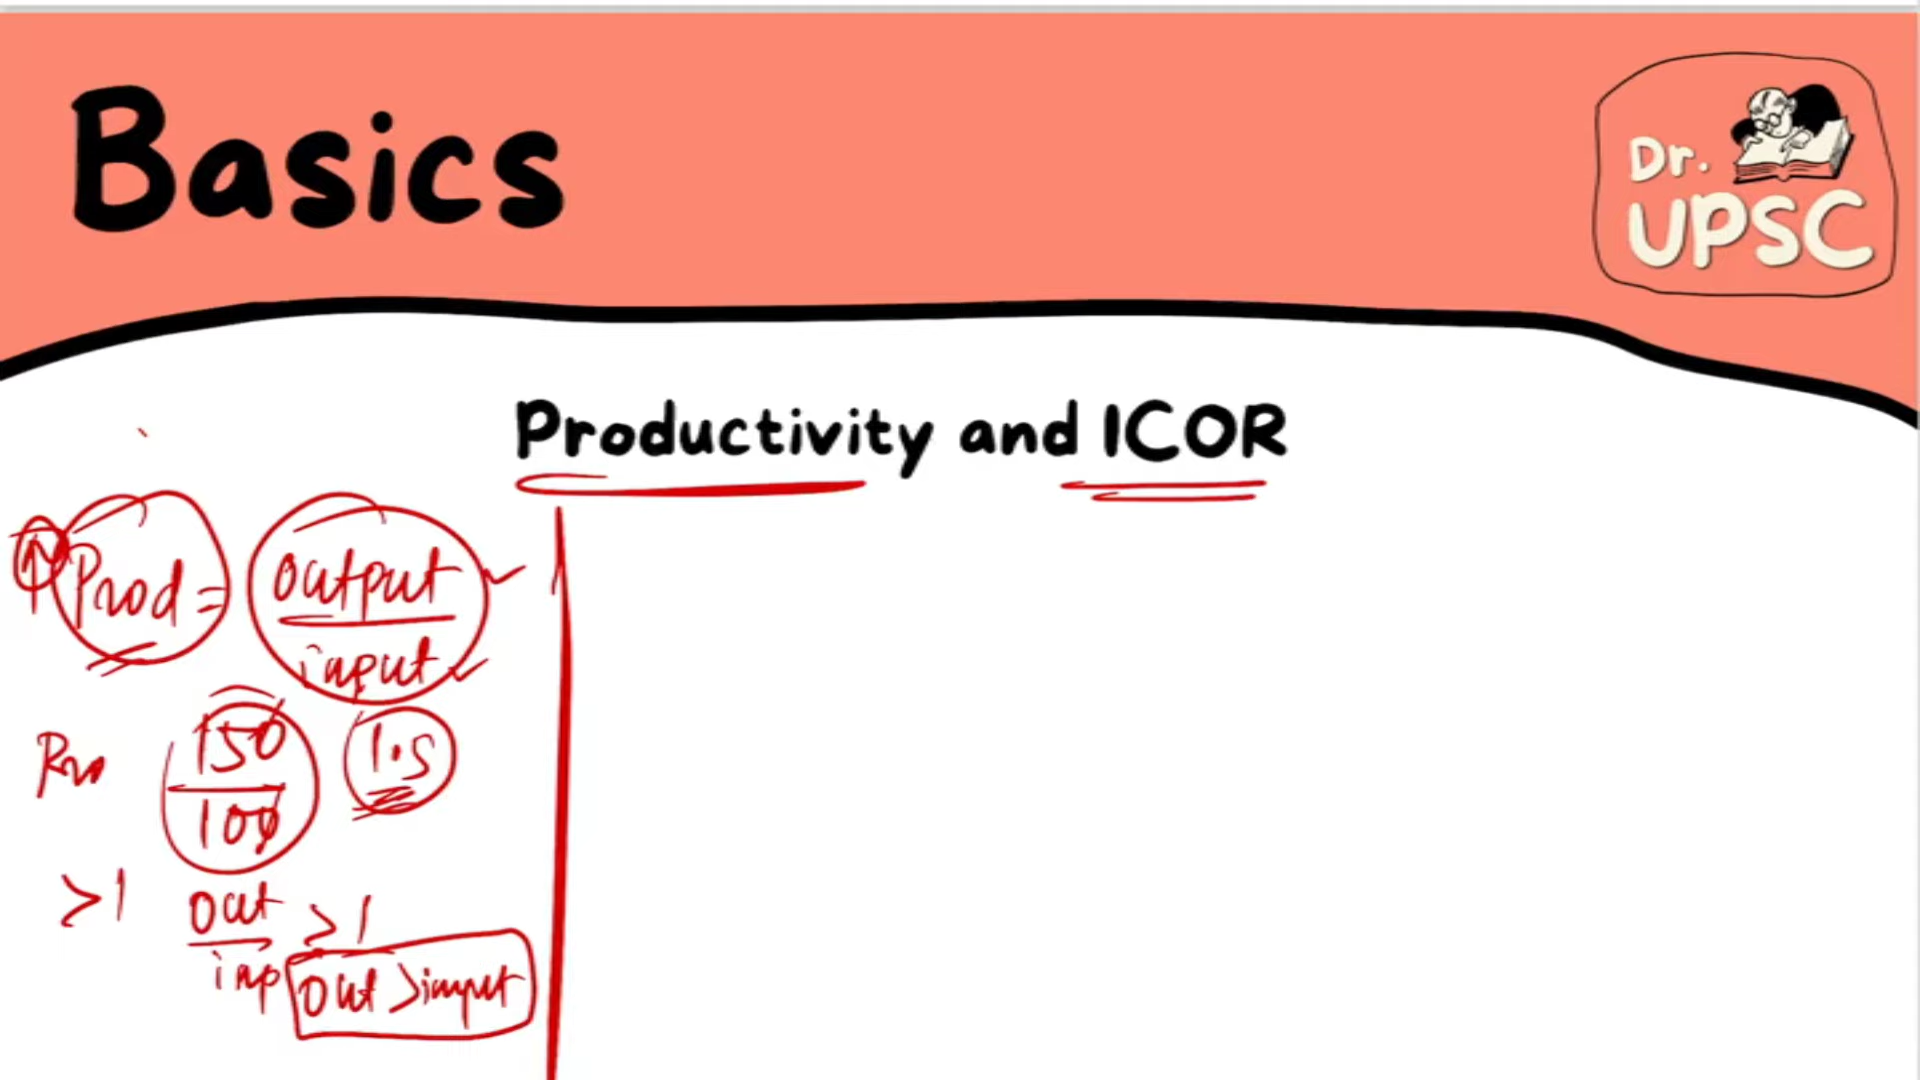 Basics
Dr.
UPSC
Productivity and ICOR
↑Prod = output
input
150
100
1.5
>1
out
inp
>1
out >input